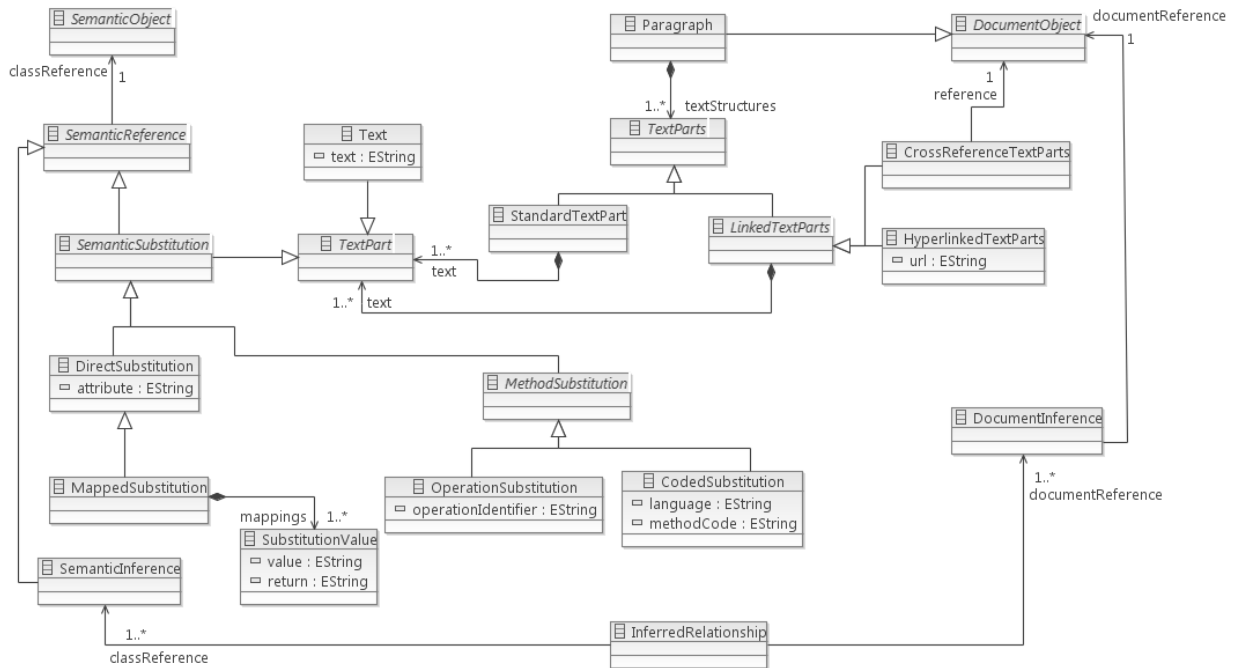 SemanticObject
Paragraph
DocumentObject
documentReference
1
classReference
1
1
reference
1..*
textStructures
SemanticReference
Text
text : EString
TextParts
CrossReferenceTextParts
StandardTextPart
LinkedTextParts
SemanticSubstitution
TextPart
1..*
text
HyperlinkedTextParts
url : EString
1..*
text
DirectSubstitution
attribute : EString
MethodSubstitution
DocumentInference
MappedSubstitution
OperationSubstitution
operationIdentifier : EString
CodedSubstitution
language : EString
methodCode : EString
1..*
documentReference
mappings
1..*
SubstitutionValue
value : EString
return : EString
SemanticInference
InferredRelationship
1..*
classReference